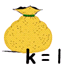 k = 1